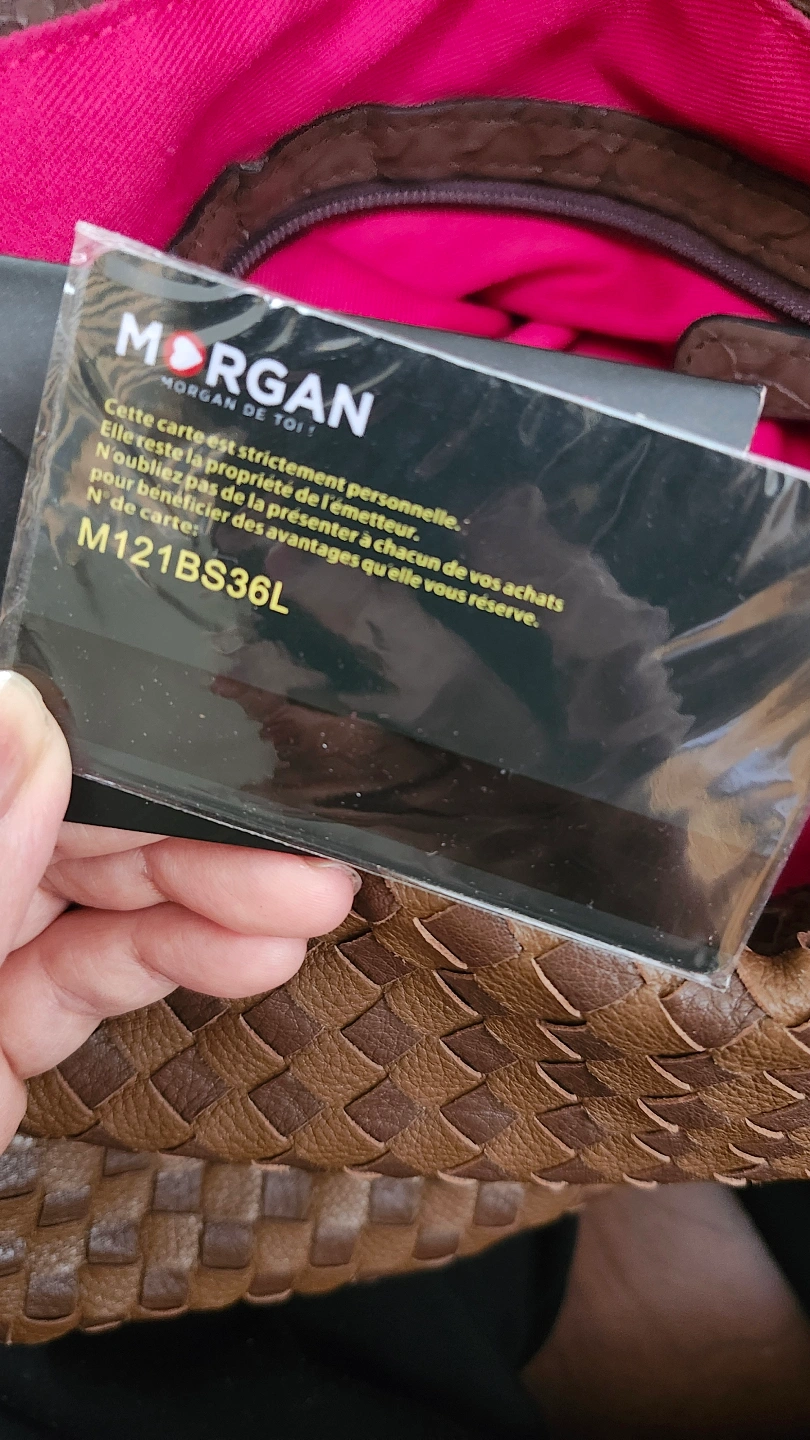 MORGAN
MORGAN DE TOI !
Cette carte est strictement personnelle.
Elle reste la propriété de l'émetteur.
N'oubliez pas de la présenter à chacun de vos achats
pour bénéficier des avantages qu'elle vous réserve.
N° de carte:
M121BS36L